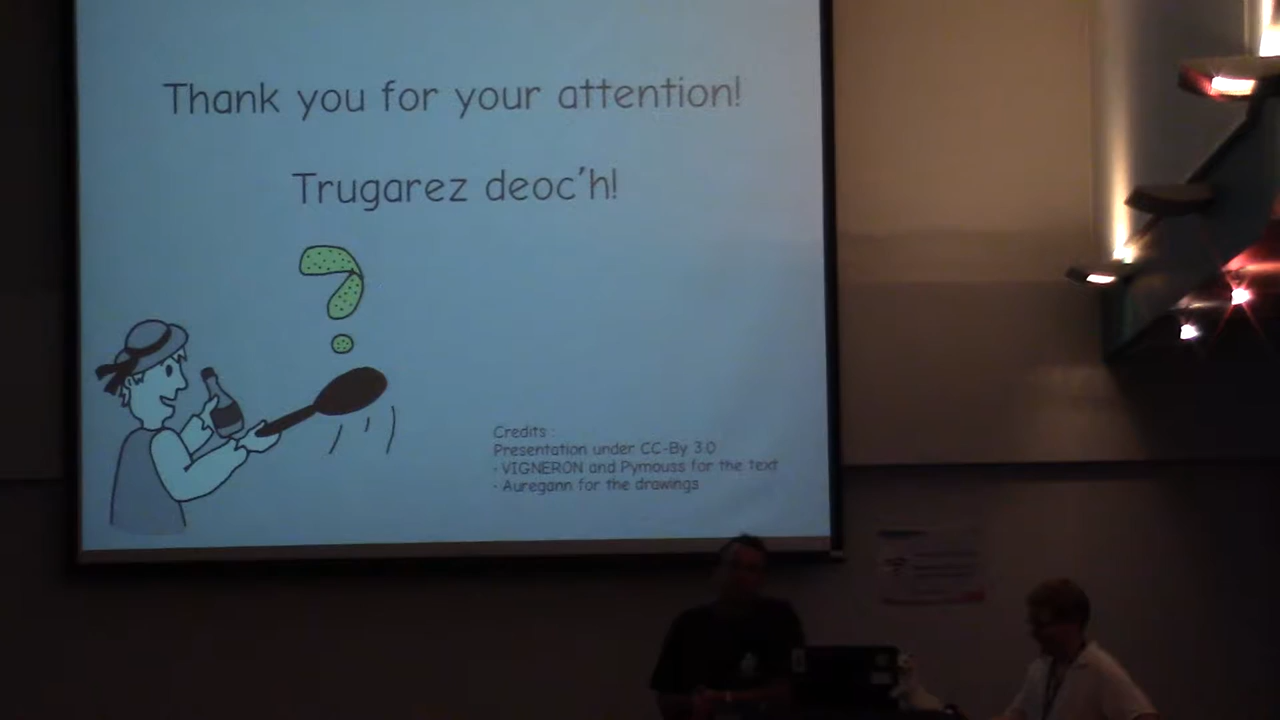 Thank you for your attention!
Trugarez deoc'h!
?
Credits :
Presentation under CC-By 3.0
- VIGNERON and Pymouss for the text
- Auregann for the drawings